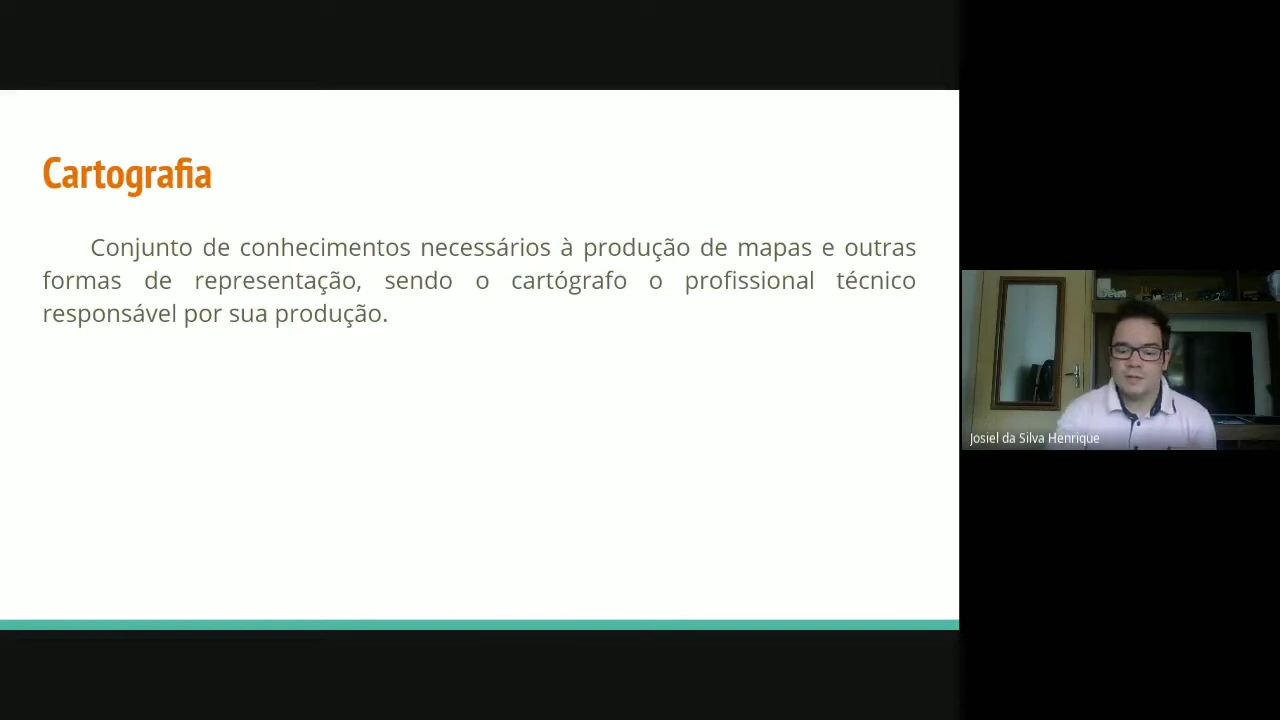 Cartografia
Conjunto de conhecimentos necessários à produção de mapas e outras
formas de representação, sendo o cartógrafo o profissional técnico
responsável por sua produção.
Josiel da Silva Henrique